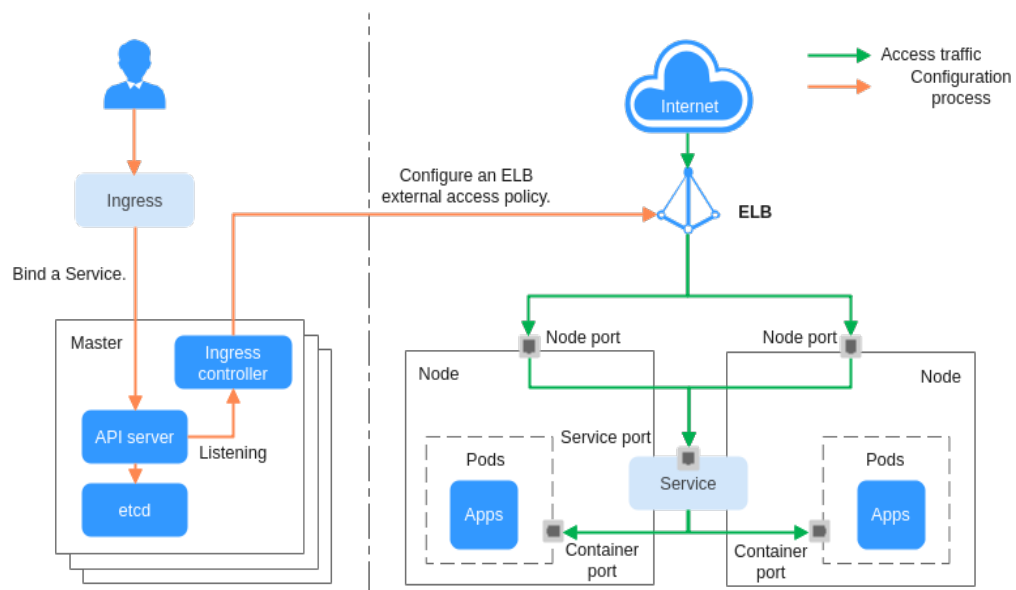 Internet
Access traffic
Configuration
process
Ingress
Configure an ELB
external access policy.
ELB
Bind a Service.
Master
Ingress
controller
API server
Listening
etcd
Node port
Node port
Node
Node
Service port
Pods
Service
Pods
Apps
Apps
Container
port
Container
port